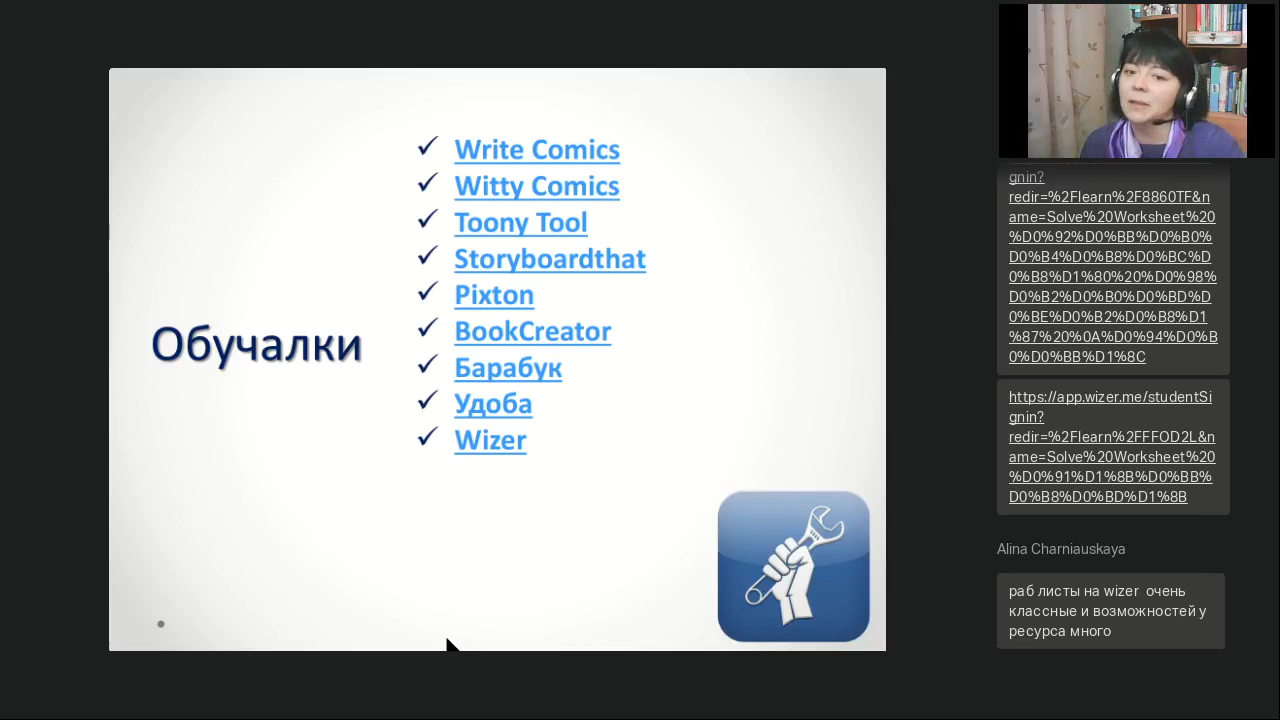 Обучалки
Write Comics
Witty Comics
Toony Tool
Storyboardthat
Pixton
BookCreator
Барабук
Удоба
Wizer
gnin?
redir=%2Flearn%2F8860TF&n
ame=Solve%20Worksheet%20
%D0%92%D0%BB%D0%B0%
D0%B4%D0%B8%D0%BC%D
0%B8%D1%80%20%D0%98%
D0%B2%D0%B0%D0%BD%D
0%BE%D0%B2%D0%B8%D1
%87%20%0A%D0%94%D0%B
0%D0%BB%D1%8C
https://app.wizer.me/studentSi
gnin?
redir=%2Flearn%2FFFOD2L&n
ame=Solve%20Worksheet%20
%D0%91%D1%8B%D0%BB%
D0%B8%D0%BD%D1%8B
Alina Charniauskaya
раб листы на wizer очень
классные и возможностей у
ресурса много